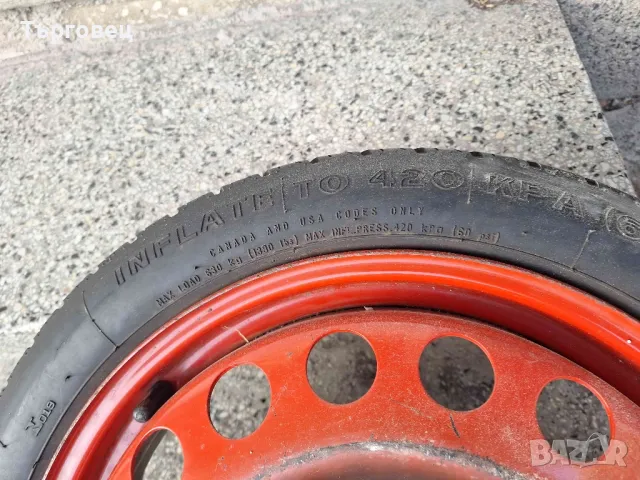 Търговец
INFLATE TO 420 KPA (6
CANADA AND USA CODES ONLY
MAX LOAD 630 kg (1390 lbs) MAX INFL.PRESS.420 kPa (60 psi)
BAZAR
bg